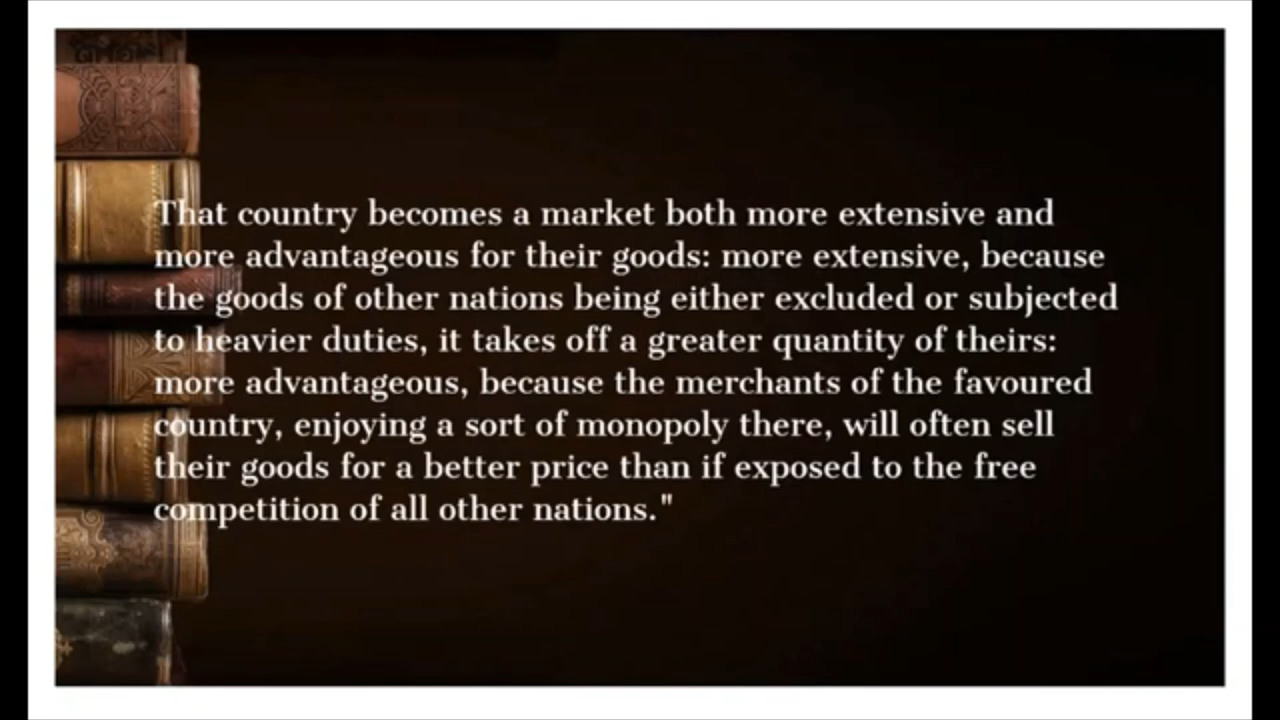 That country becomes a market both more extensive and
more advantageous for their goods: more extensive, because
the goods of other nations being either excluded or subjected
to heavier duties, it takes off a greater quantity of theirs:
more advantageous, because the merchants of the favoured
country, enjoying a sort of monopoly there, will often sell
their goods for a better price than if exposed to the free
competition of all other nations."